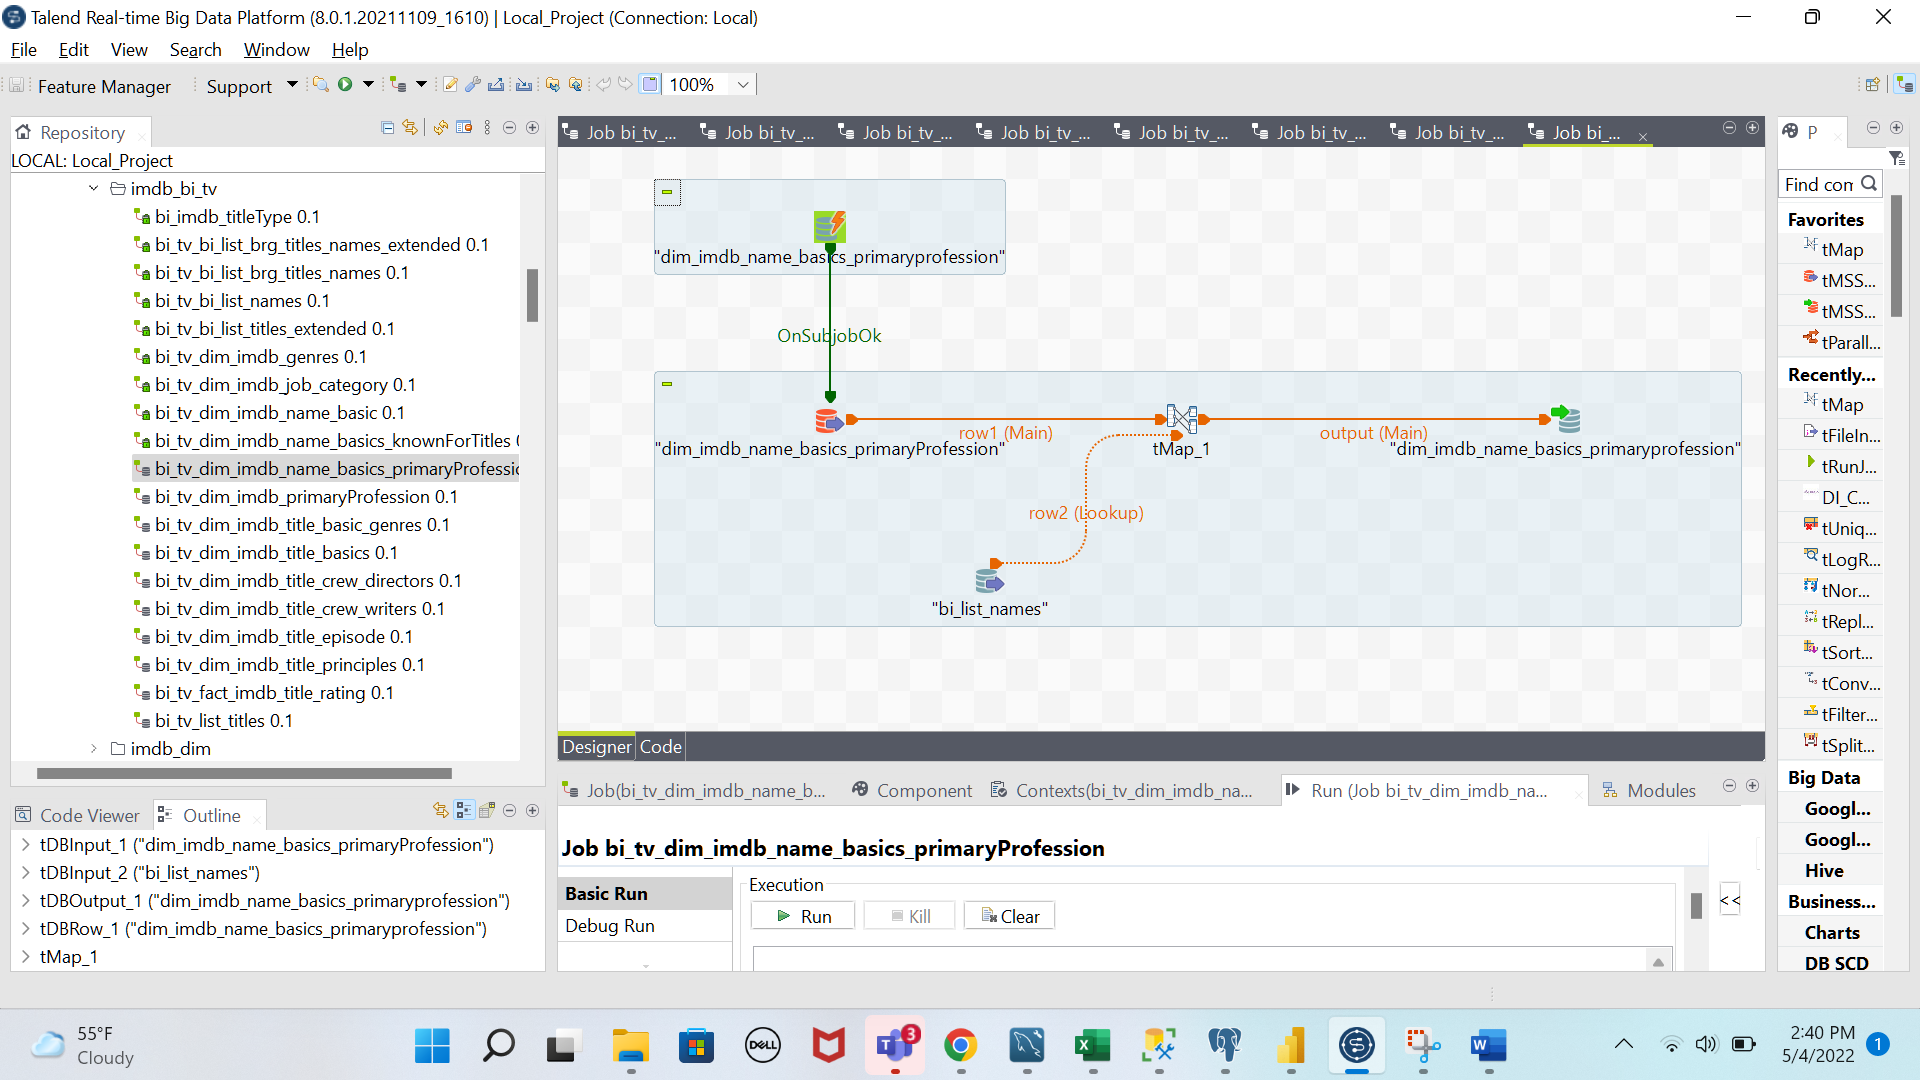 Talend Real-time Big Data Platform (8.0.1.20211109_1610) | Local_Project (Connection: Local)
File Edit View Search Window Help
Feature Manager Support 100%
Repository
LOCAL: Local_Project
imdb_bi_tv
bi_imdb_titleType 0.1
bi_tv_bi_list_brg_titles_names_extended 0.1
bi_tv_bi_list_brg_titles_names 0.1
bi_tv_bi_list_names 0.1
bi_tv_bi_list_titles_extended 0.1
bi_tv_dim_imdb_genres 0.1
bi_tv_dim_imdb_job_category 0.1
bi_tv_dim_imdb_name_basic 0.1
bi_tv_dim_imdb_name_basics_knownForTitles
bi_tv_dim_imdb_name_basics_primaryProfessio
bi_tv_dim_imdb_primaryProfession 0.1
bi_tv_dim_imdb_title_basic_genres 0.1
bi_tv_dim_imdb_title_basics 0.1
bi_tv_dim_imdb_title_crew_directors 0.1
bi_tv_dim_imdb_title_crew_writers 0.1
bi_tv_dim_imdb_title_episode 0.1
bi_tv_dim_imdb_title_principles 0.1
bi_tv_fact_imdb_title_rating 0.1
bi_tv_list_titles 0.1
imdb_dim
Code Viewer Outline
tDBInput_1 ("dim_imdb_name_basics_primaryProfession")
tDBInput_2 ("bi_list_names")
tDBOutput_1 ("dim_imdb_name_basics_primaryprofession")
tDBRow_1 ("dim_imdb_name_basics_primaryprofession")
tMap_1
Job bi_tv_... Job bi_tv_... Job bi_tv_... Job bi_tv_... Job bi_tv_... Job bi_tv_... Job bi_tv_... Job bi_...
"dim_imdb_name_basics_primaryprofession"
OnSubjobOk
row1 (Main)
output (Main)
"dim_imdb_name_basics_primaryProfession"
tMap_1
"dim_imdb_name_basics_primaryprofession"
row2 (Lookup)
"bi_list_names"
Designer Code
Job(bi_tv_dim_imdb_name_b... Component Contexts(bi_tv_dim_imdb_na... Run (Job bi_tv_dim_imdb_na... Modules
Job bi_tv_dim_imdb_name_basics_primaryProfession
Basic Run
Debug Run
Execution
Run Kill Clear
<<
P
Find com
Favorites
tMap
tMSS...
tMSS...
tParall...
Recently...
tMap
tFileIn...
tRunJ...
DI_C...
tUniq...
tLogR...
tNor...
tRepl...
tSort...
tConv...
tFilter...
tSplit...
Big Data
Googl...
Googl...
Hive
Business...
Charts
DB SCD
55°F
Cloudy
DELL
3
2:40 PM
5/4/2022
1